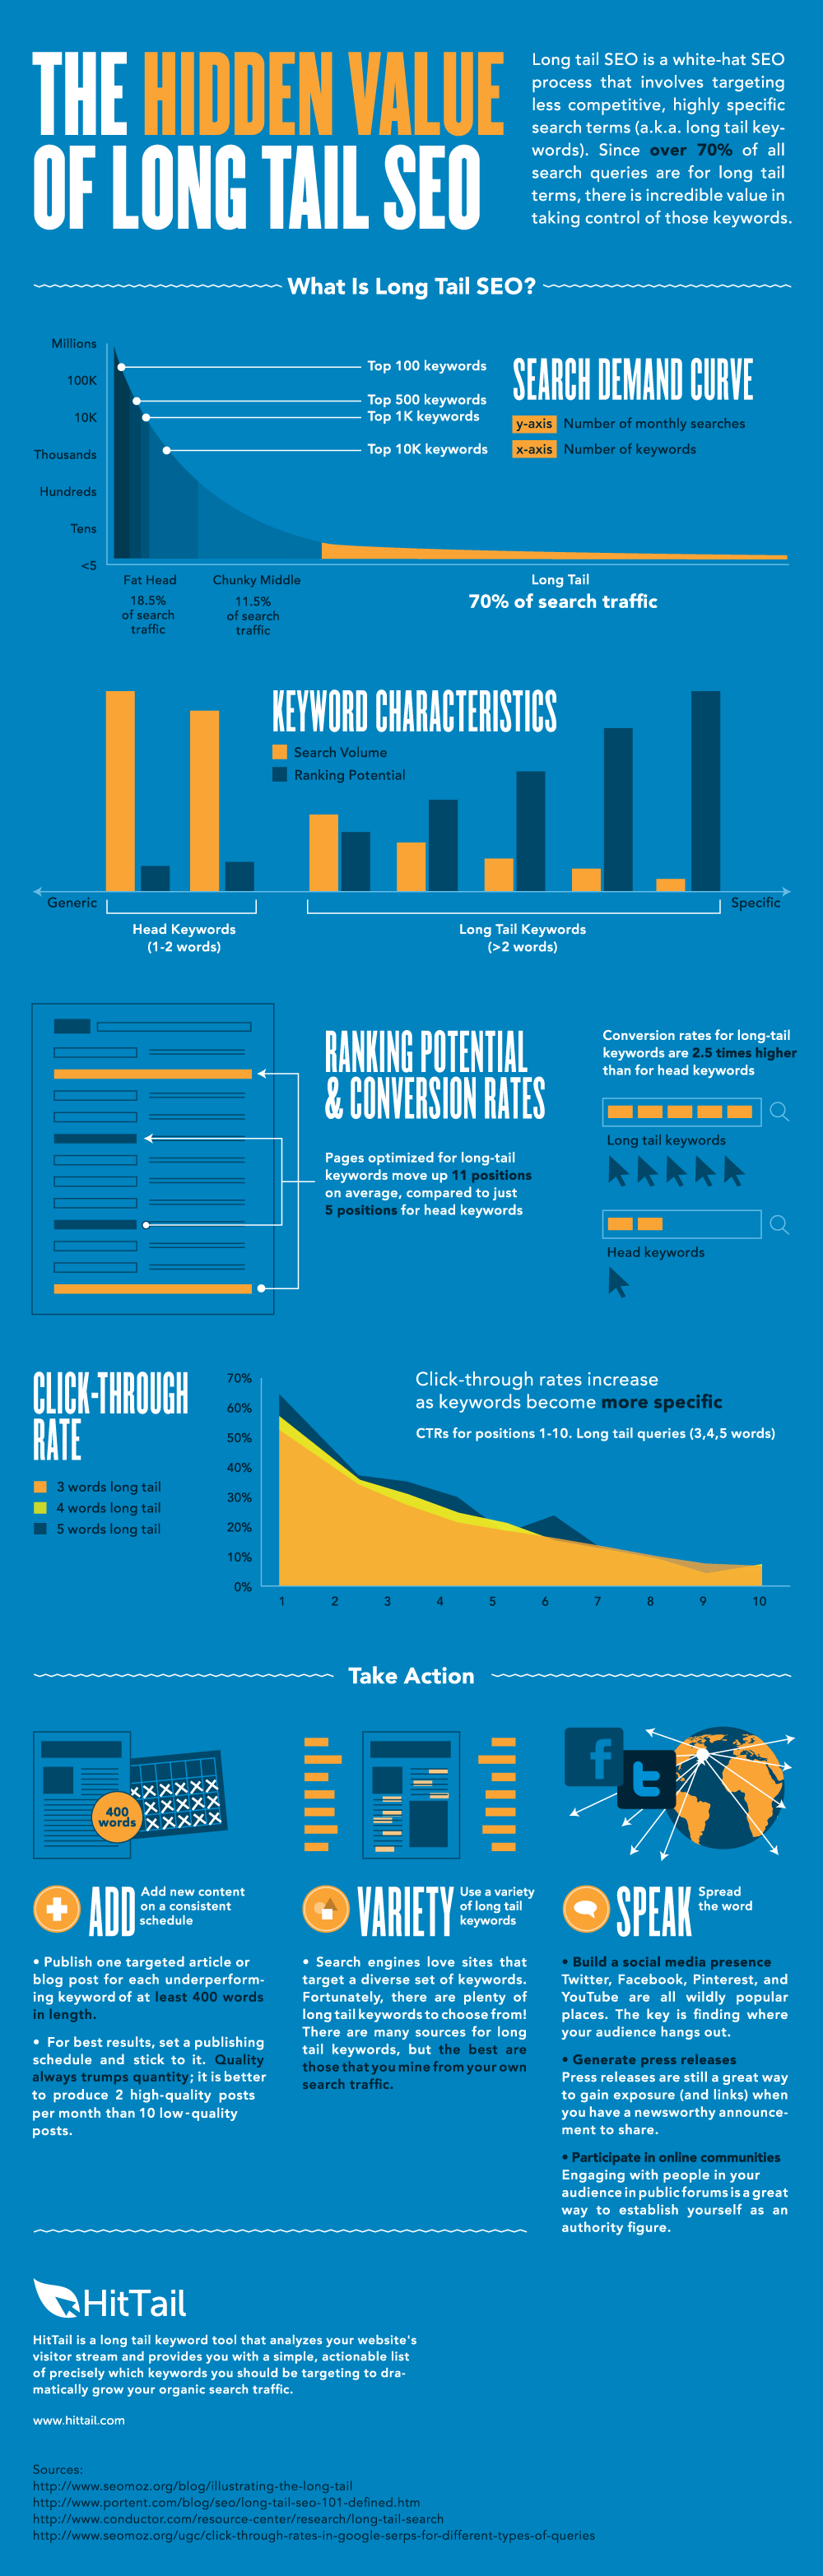 THE HIDDEN VALUE
OF LONG TAIL SEO
Long tail SEO is a white-hat SEO
process that involves targeting
less competitive, highly specific
search terms (a.k.a. long tail key-
words). Since over 70% of all
search queries are for long tail
terms, there is incredible value in
taking control of those keywords.
What Is Long Tail SEO?
Millions
100K
10K
Thousands
Hundreds
Tens
<5
Top 100 keywords
Top 500 keywords
Top 1K keywords
Top 10K keywords
SEARCH DEMAND CURVE
y-axis Number of monthly searches
x-axis Number of keywords
Fat Head
18.5%
of search
traffic
Chunky Middle
11.5%
of search
traffic
Long Tail
70% of search traffic
KEYWORD CHARACTERISTICS
Search Volume
Ranking Potential
Generic
Specific
Head Keywords
(1-2 words)
Long Tail Keywords
(>2 words)
RANKING POTENTIAL
& CONVERSION RATES
Pages optimized for long-tail
keywords move up 11 positions
on average, compared to just
5 positions for head keywords
Conversion rates for long-tail
keywords are 2.5 times higher
than for head keywords
Long tail keywords
Head keywords
CLICK-THROUGH
RATE
3 words long tail
4 words long tail
5 words long tail
70%
60%
50%
40%
30%
20%
10%
0%
Click-through rates increase
as keywords become more specific
CTRs for positions 1-10. Long tail queries (3,4,5 words)
1 2 3 4 5 6 7 8 9 10
Take Action
400
words
f
t
ADD
Add new content
on a consistent
schedule
• Publish one targeted article or
blog post for each underperform-
ing keyword of at least 400 words
in length.
• For best results, set a publishing
schedule and stick to it. Quality
always trumps quantity; it is better
to produce 2 high-quality posts
per month than 10 low-quality
posts.
VARIETY
Use a variety
of long tail
keywords
• Search engines love sites that
target a diverse set of keywords.
Fortunately, there are plenty of
long tail keywords to choose from!
There are many sources for long
tail keywords, but the best are
those that you mine from your own
search traffic.
SPEAK
Spread
the word
• Build a social media presence
Twitter, Facebook, Pinterest, and
YouTube are all wildly popular
places. The key is finding where
your audience hangs out.
• Generate press releases
Press releases are still a great way
to gain exposure (and links) when
you have a newsworthy announce-
ment to share.
• Participate in online communities
Engaging with people in your
audience in public forums is a great
way to establish yourself as an
authority figure.
HitTail
HitTail is a long tail keyword tool that analyzes your website's
visitor stream and provides you with a simple, actionable list
of precisely which keywords you should be targeting to dra-
matically grow your organic search traffic.
www.hittail.com
Sources:
http://www.seomoz.org/blog/illustrating-the-long-tail
http://www.portent.com/blog/seo/long-tail-seo-101-defined.htm
http://www.conductor.com/resource-center/research/long-tail-search
http://www.seomoz.org/ugc/click-through-rates-in-google-serps-for-different-types-of-queries